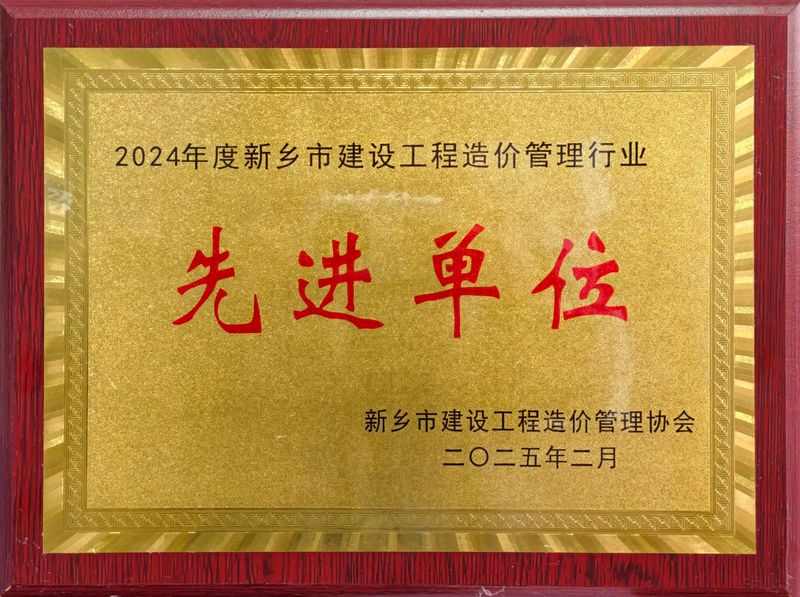 2024年度新乡市建设工程造价管理行业
先进单位
新乡市建设工程造价管理协会
二〇二五年二月